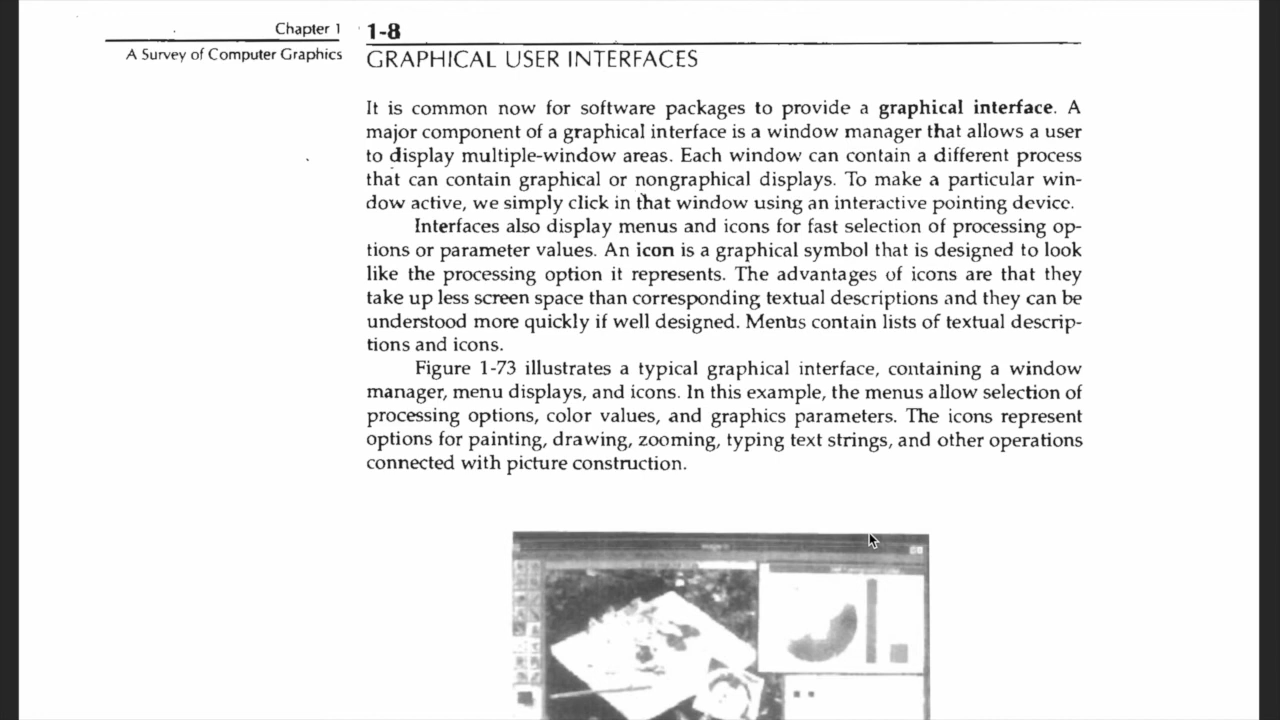 Chapter 1
A Survey of Computer Graphics
1-8
GRAPHICAL USER INTERFACES
It is common now for software packages to provide a graphical interface. A
major component of a graphical interface is a window manager that allows a user
to display multiple-window areas. Each window can contain a different process
that can contain graphical or nongraphical displays. To make a particular win-
dow active, we simply click in that window using an interactive pointing device.
Interfaces also display menus and icons for fast selection of processing op-
tions or parameter values. An icon is a graphical symbol that is designed to look
like the processing option it represents. The advantages of icons are that they
take up less screen space than corresponding textual descriptions and they can be
understood more quickly if well designed. Menus contain lists of textual descrip-
tions and icons.
Figure 1-73 illustrates a typical graphical interface, containing a window
manager, menu displays, and icons. In this example, the menus allow selection of
processing options, color values, and graphics parameters. The icons represent
options for painting, drawing, zooming, typing text strings, and other operations
connected with picture construction.